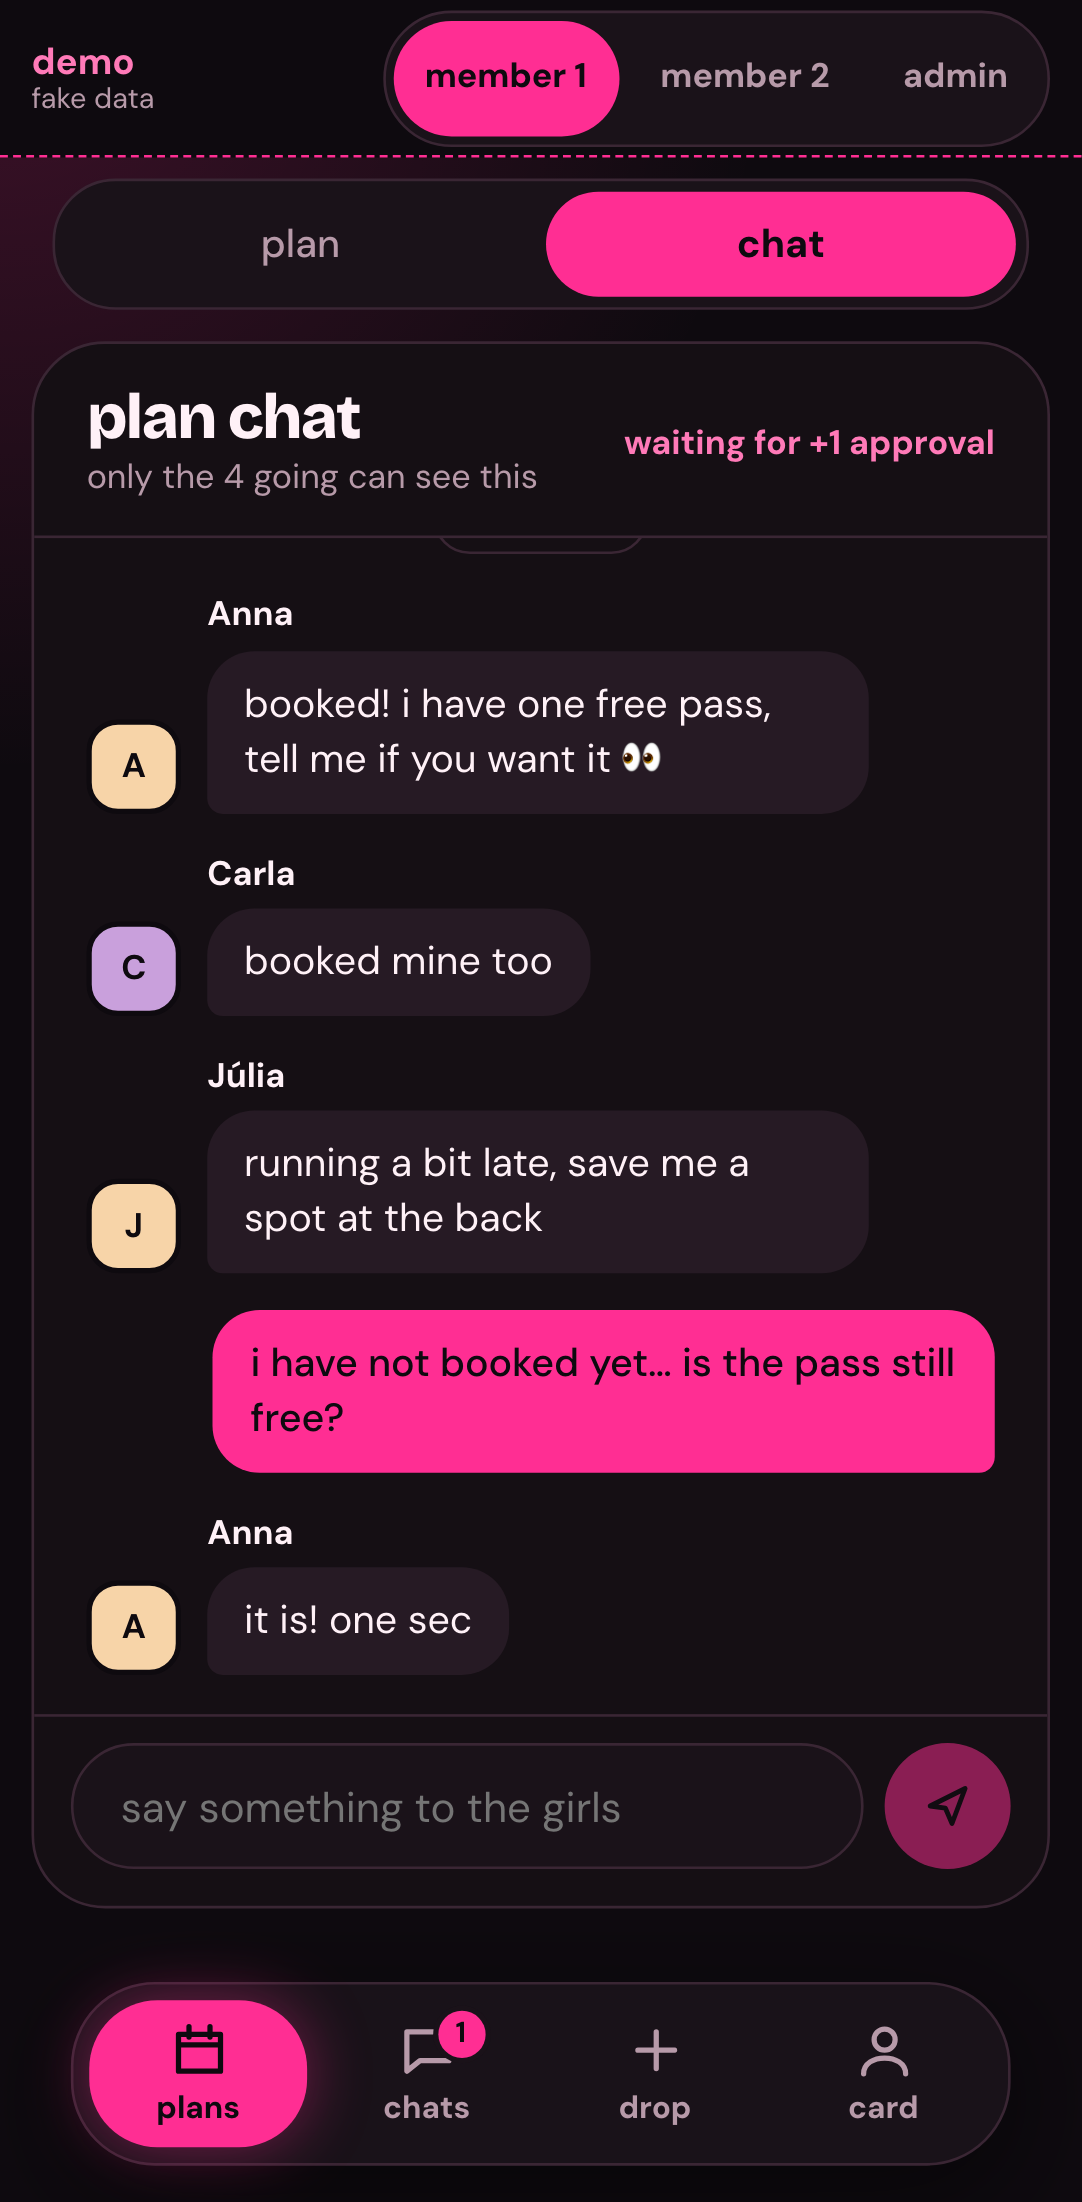 demo
fake data
member 1
member 2
admin
plan
chat
plan chat
only the 4 going can see this
waiting for +1 approval
Anna
booked! i have one free pass,
tell me if you want it 👀
A
Carla
booked mine too
C
Júlia
running a bit late, save me a
spot at the back
J
i have not booked yet... is the pass still
free?
Anna
it is! one sec
A
say something to the girls
1
plans
chats
drop
card